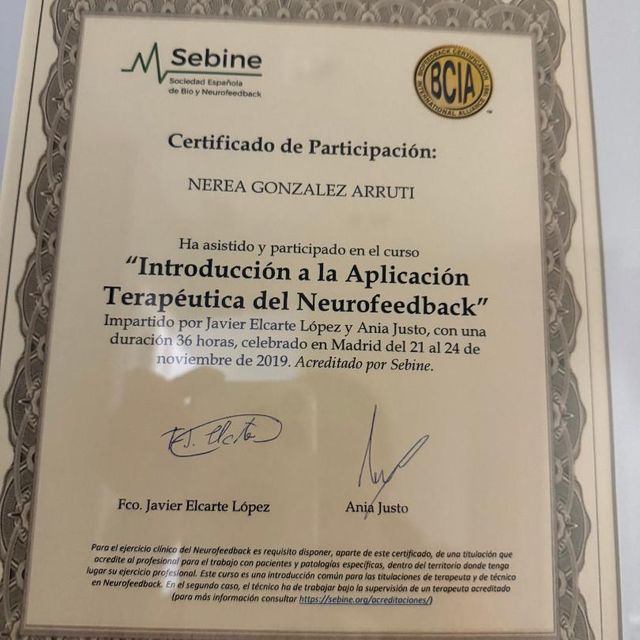 Sebine
Sociedad Española
de Bio y Neurofeedback
BIOFEEDBACK CERTIFICATION
BCIA
INTERNATIONAL ALLIANCE 1981
™
Certificado de Participación:
NEREA GONZALEZ ARRUTI
Ha asistido y participado en el curso
“Introducción a la Aplicación
Terapéutica del Neurofeedback”
Impartido por Javier Elcarte López y Ania Justo, con una
duración 36 horas, celebrado en Madrid del 21 al 24 de
noviembre de 2019. Acreditado por Sebine.
Fco. Javier Elcarte López
Ania Justo
Para el ejercicio clínico del Neurofeedback es requisito disponer, aparte de este certificado, de una titulación que
acredite al profesional para el trabajo con pacientes y patologías específicas, dentro del territorio donde tenga
lugar su ejercicio profesional. Este curso es una introducción común para las titulaciones de terapeuta y de técnico
en Neurofeedback. En el segundo caso, el técnico ha de trabajar bajo la supervisión de un terapeuta acreditado
(para más información consultar https://sebine.org/acreditaciones/)